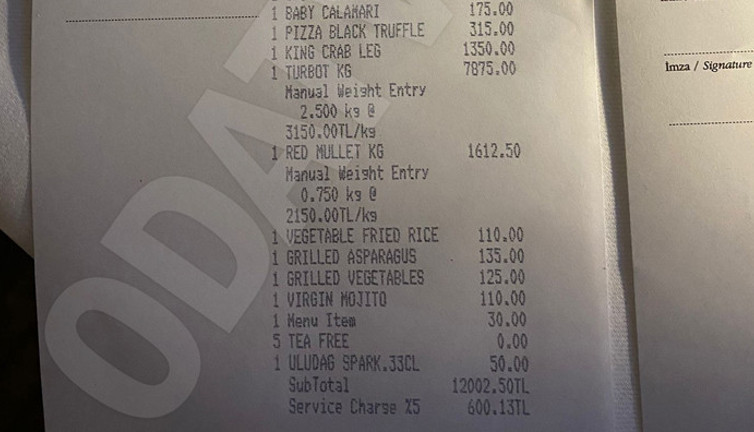 1 BABY CALAMARI 175.00
1 PIZZA BLACK TRUFFLE 315.00
1 KING CRAB LEG 1350.00
1 TURBOT KG 7875.00
Manual Weight Entry
2.500 kg @
3150.00TL/kg
1 RED MULLET KG 1612.50
Manual Weight Entry
0.750 kg @
2150.00TL/kg
1 VEGETABLE FRIED RICE 110.00
1 GRILLED ASPARAGUS 135.00
1 GRILLED VEGETABLES 125.00
1 VIRGIN MOJITO 110.00
1 Menu Item 30.00
5 TEA FREE 0.00
1 ULUDAG SPARK.33CL 50.00
SubTotal 12002.50TL
Service Charge %5 600.13TL
İmza / Signature